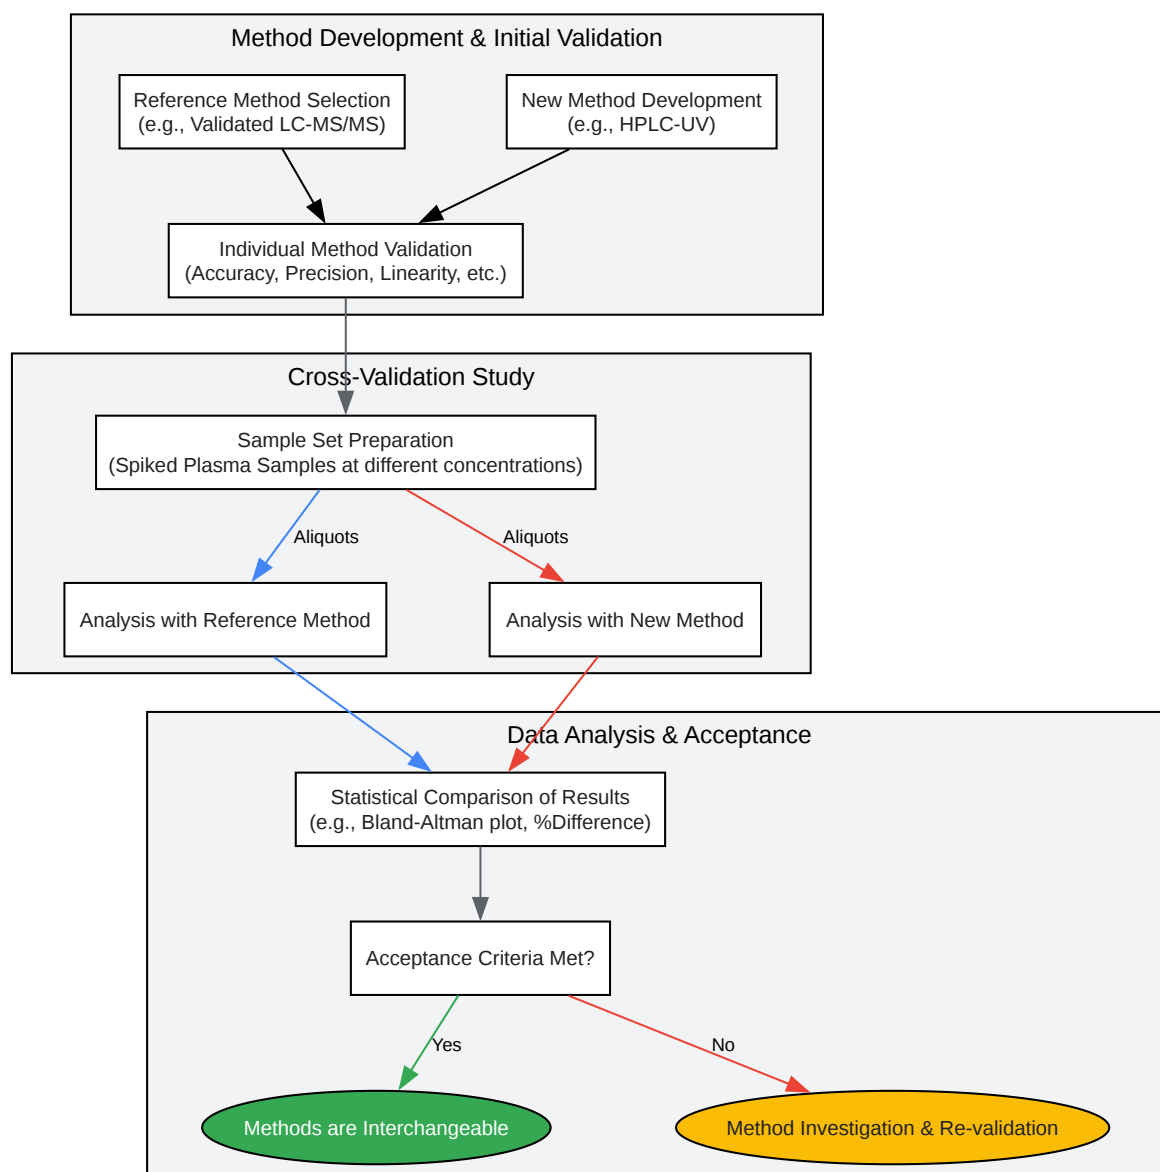 Method Development & Initial Validation
Reference Method Selection
(e.g., Validated LC-MS/MS)
New Method Development
(e.g., HPLC-UV)
Individual Method Validation
(Accuracy, Precision, Linearity, etc.)
Cross-Validation Study
Sample Set Preparation
(Spiked Plasma Samples at different concentrations)
Aliquots
Aliquots
Analysis with Reference Method
Analysis with New Method
Data Analysis & Acceptance
Statistical Comparison of Results
(e.g., Bland-Altman plot, %Difference)
Acceptance Criteria Met?
Yes
No
Methods are Interchangeable
Method Investigation & Re-validation